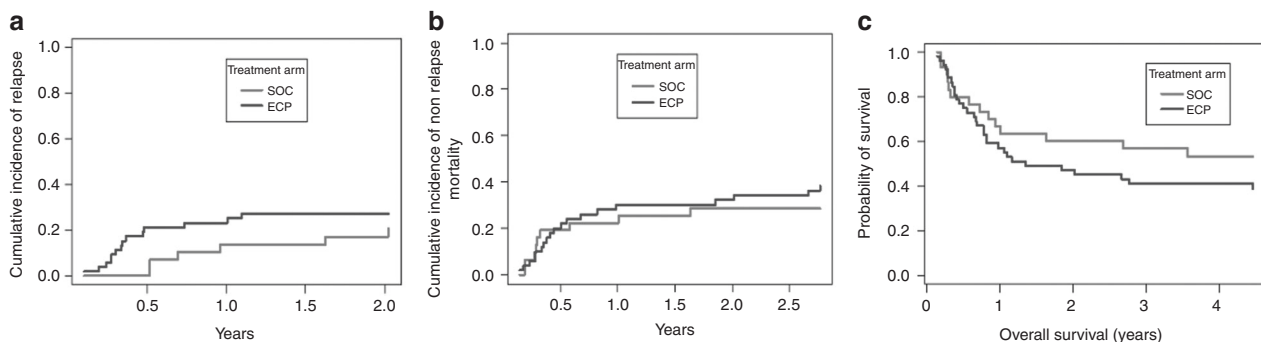 a
Cumulative incidence of relapse
1.0
0.8
0.6
0.4
0.2
0.0
Treatment arm
SOC
ECP
0.5
1.0
1.5
2.0
Years
b
Cumulative incidence of non relapse
mortality
1.0
0.8
0.6
0.4
0.2
0.0
Treatment arm
SOC
ECP
0.5
1.0
1.5
2.0
2.5
Years
c
Probability of survival
1.0
0.8
0.6
0.4
0.2
0.0
Treatment arm
SOC
ECP
0
1
2
3
4
Overall survival (years)